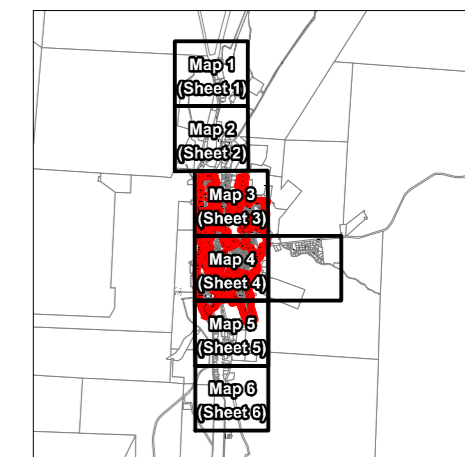 Map 1
(Sheet 1)
Map 2
(Sheet 2)
Map 3
(Sheet 3)
Map 4
(Sheet 4)
Map 5
(Sheet 5)
Map 6
(Sheet 6)